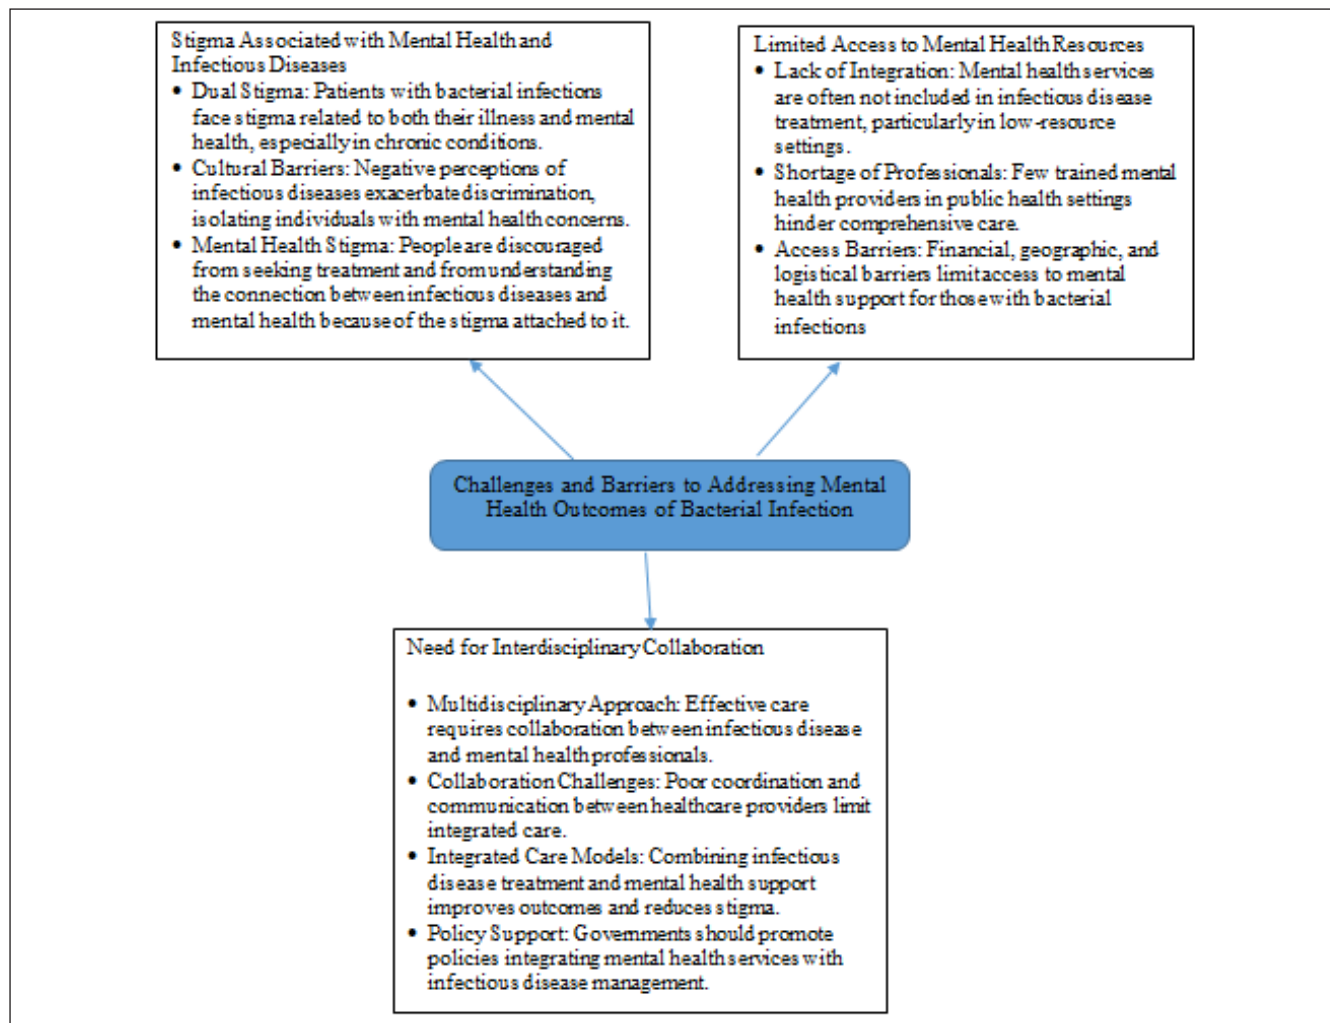 Stigma Associated with Mental Health and
Infectious Diseases
• Dual Stigma: Patients with bacterial infections
face stigma related to both their illness and mental
health, especially in chronic conditions.
• Cultural Barriers: Negative perceptions of
infectious diseases exacerbate discrimination,
isolating individuals with mental health concerns.
• Mental Health Stigma: People are discouraged
from seeking treatment and from understanding
the connection between infectious diseases and
mental health because of the stigma attached to it.
Limited Access to Mental Health Resources
• Lack of Integration: Mental health services
are often not included in infectious disease
treatment, particularly in low-resource
settings.
• Shortage of Professionals: Few trained mental
health providers in public health settings
hinder comprehensive care.
• Access Barriers: Financial, geographic, and
logistical barriers limit access to mental
health support for those with bacterial
infections
Challenges and Barriers to Addressing Mental
Health Outcomes of Bacterial Infection
Need for Interdisciplinary Collaboration
• Multidisciplinary Approach: Effective care
requires collaboration between infectious disease
and mental health professionals.
• Collaboration Challenges: Poor coordination and
communication between healthcare providers limit
integrated care.
• Integrated Care Models: Combining infectious
disease treatment and mental health support
improves outcomes and reduces stigma.
• Policy Support: Governments should promote
policies integrating mental health services with
infectious disease management.